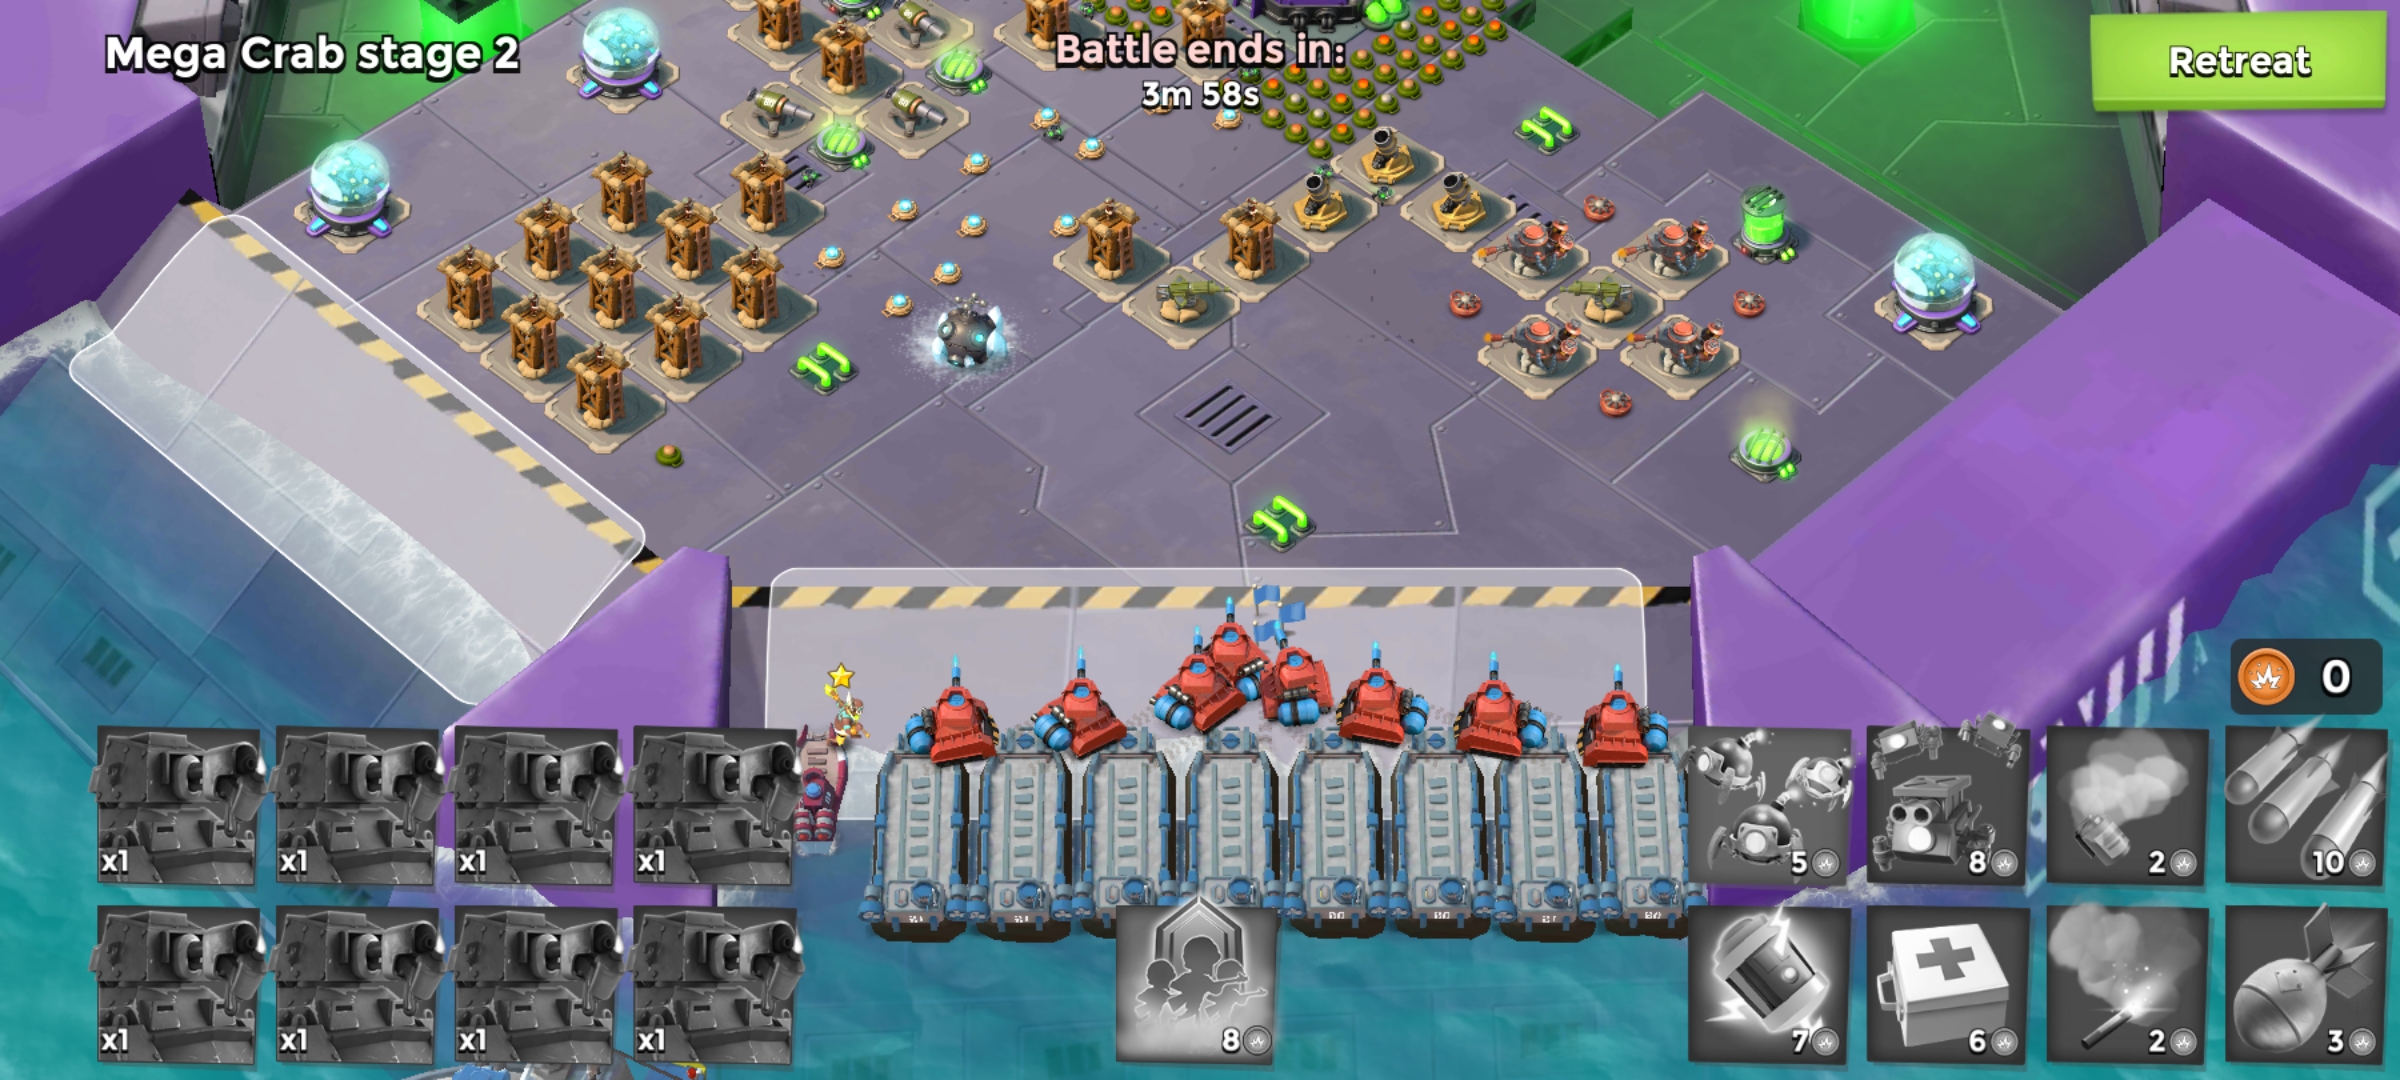 Mega Crab stage 2
Battle ends in:
3m 58s
Retreat
0
x1
x1
x1
x1
5
8
2
10
x1
x1
x1
x1
8
7
6
2
3